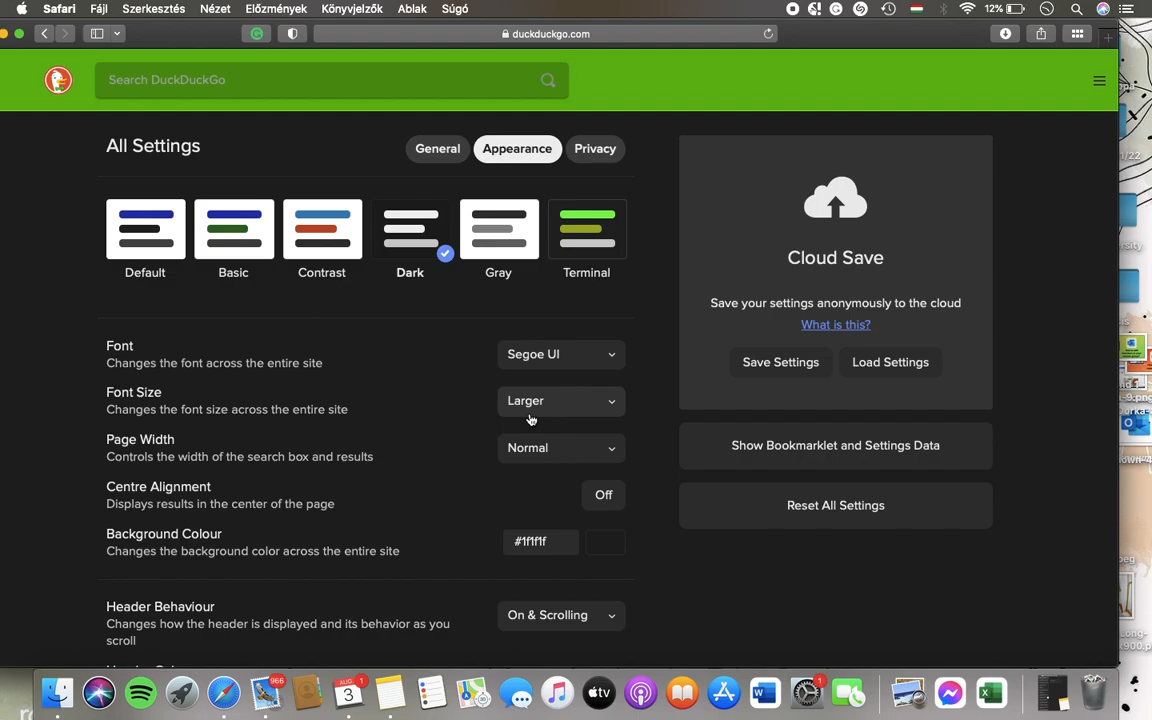 Safari Fájl Szerkesztés Nézet Előzmények Könyvjelzők Ablak Súgó 12%
duckduckgo.com
Search DuckDuckGo
All Settings General Appearance Privacy
Default Basic Contrast Dark Gray Terminal
Cloud Save
Save your settings anonymously to the cloud
What is this?
Save Settings Load Settings
Show Bookmarklet and Settings Data
Reset All Settings
Font
Changes the font across the entire site
Segoe UI
Font Size
Changes the font size across the entire site
Larger
Page Width
Controls the width of the search box and results
Normal
Centre Alignment
Displays results in the center of the page
Off
Background Colour
Changes the background color across the entire site
#1f1f1f
Header Behaviour
Changes how the header is displayed and its behavior as you
scroll
On & Scrolling
966
AUG. 1
3
tv
1